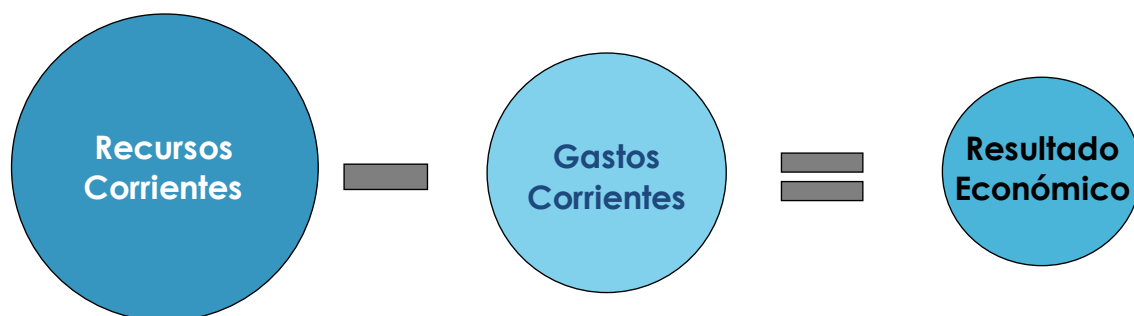 Recursos
Corrientes
Gastos
Corrientes
Resultado
Económico